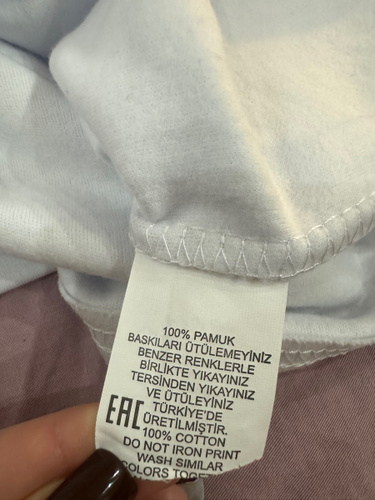 100% PAMUK
BASKILARI ÜTÜLEMEYİNİZ
BENZER RENKLERLE
BİRLİKTE YIKAYINIZ
TERSİNDEN YIKAYINIZ
VE ÜTÜLEYİNİZ
TÜRKİYE'DE
EAC ÜRETİLMİŞTİR.
100% COTTON
DO NOT IRON PRINT
WASH SIMILAR
COLORS